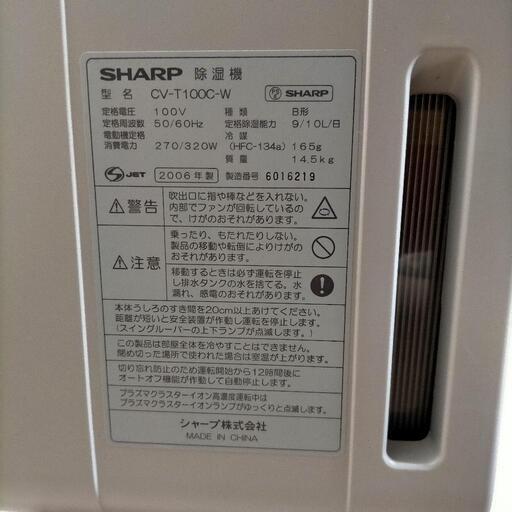 SHARP 除湿機
型名 CV-T100C-W PS E SHARP
定格電圧 100V 種類 B形
定格周波数 50/60Hz 定格除湿能力 9/10L/日
電動機定格 冷媒
消費電力 270/320W (HFC-134a) 165g
質量 14.5kg
S JET 2006年製 製造番号 6016219
警告 吹出口に指や棒などを入れない。
内部でファンが回転しているの
で、けがのおそれがあります。
注意 乗ったり、もたれたりしない。
製品の移動や転倒によりけがの
おそれがあります。
移動するときは必ず運転を停止
し排水タンクの水を捨てる。水
漏れ、感電のおそれがあります。
本体うしろのすき間を20cm以上あけてください。
距離が短いと安全装置が作動し運転を停止します。
(スイングルーバーの上下ランプが点滅します。)
この製品は部屋全体を冷やすことはできません。
閉め切った場所で使われた場合は室温が上がります。
切り忘れ防止のため運転開始から12時間後に
オートオフ機能が作動して自動停止します。
プラズマクラスターイオン高濃度運転中は
プラズマクラスターイオンランプがゆっくりと点滅します。
シャープ株式会社
MADE IN CHINA